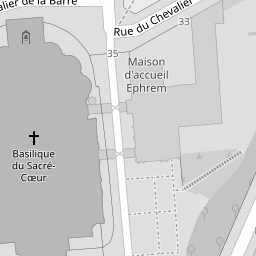 alier de la Barre
Rue du Chevalier
33
35
Maison
d'accueil
Ephrem
Basilique
du Sacré-
Cœur